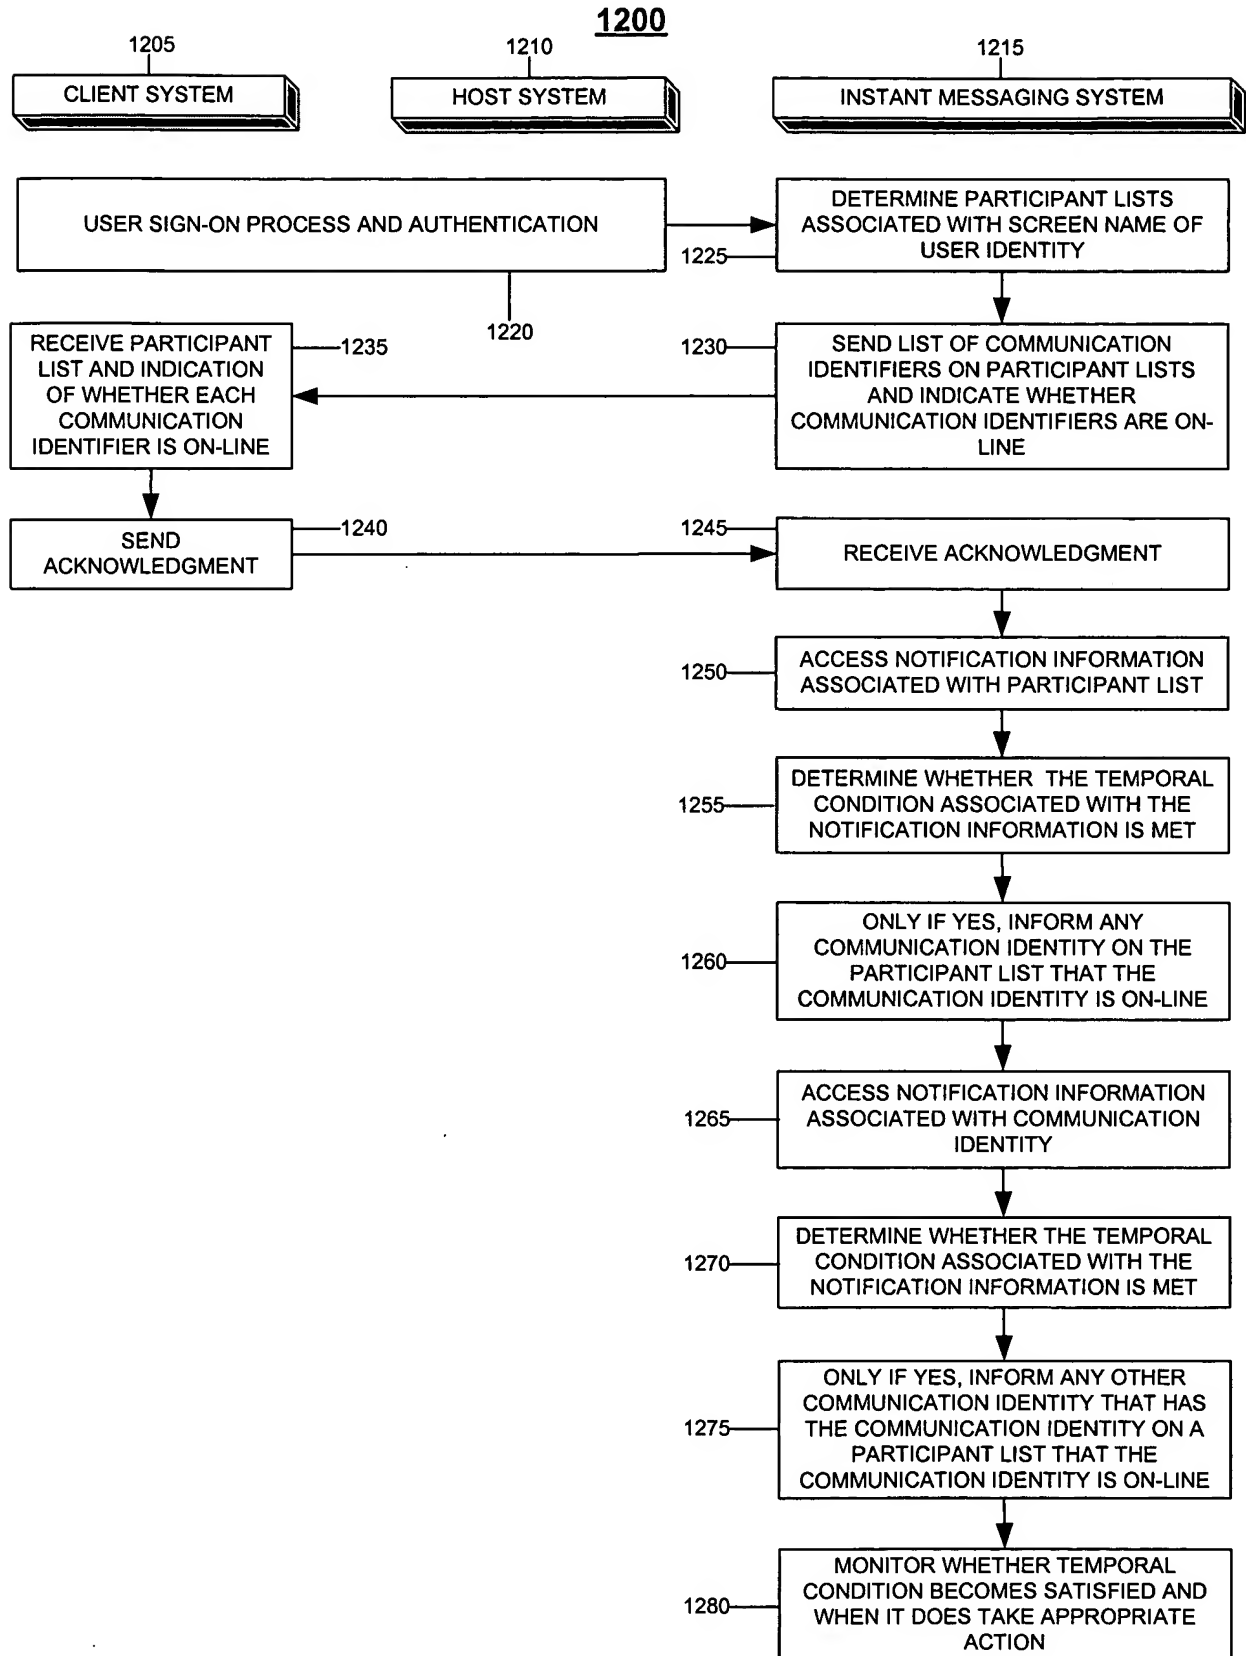 1200
1205
1210
1215
CLIENT SYSTEM
HOST SYSTEM
INSTANT MESSAGING SYSTEM
USER SIGN-ON PROCESS AND AUTHENTICATION
1220
DETERMINE PARTICIPANT LISTS
ASSOCIATED WITH SCREEN NAME OF
USER IDENTITY
1225
RECEIVE PARTICIPANT
LIST AND INDICATION
OF WHETHER EACH
COMMUNICATION
IDENTIFIER IS ON-LINE
1235
1230
SEND LIST OF COMMUNICATION
IDENTIFIERS ON PARTICIPANT LISTS
AND INDICATE WHETHER
COMMUNICATION IDENTIFIERS ARE ON-
LINE
SEND
ACKNOWLEDGMENT
1240
1245
RECEIVE ACKNOWLEDGMENT
1250
ACCESS NOTIFICATION INFORMATION
ASSOCIATED WITH PARTICIPANT LIST
1255
DETERMINE WHETHER THE TEMPORAL
CONDITION ASSOCIATED WITH THE
NOTIFICATION INFORMATION IS MET
1260
ONLY IF YES, INFORM ANY
COMMUNICATION IDENTITY ON THE
PARTICIPANT LIST THAT THE
COMMUNICATION IDENTITY IS ON-LINE
1265
ACCESS NOTIFICATION INFORMATION
ASSOCIATED WITH COMMUNICATION
IDENTITY
1270
DETERMINE WHETHER THE TEMPORAL
CONDITION ASSOCIATED WITH THE
NOTIFICATION INFORMATION IS MET
1275
ONLY IF YES, INFORM ANY OTHER
COMMUNICATION IDENTITY THAT HAS
THE COMMUNICATION IDENTITY ON A
PARTICIPANT LIST THAT THE
COMMUNICATION IDENTITY IS ON-LINE
1280
MONITOR WHETHER TEMPORAL
CONDITION BECOMES SATISFIED AND
WHEN IT DOES TAKE APPROPRIATE
ACTION